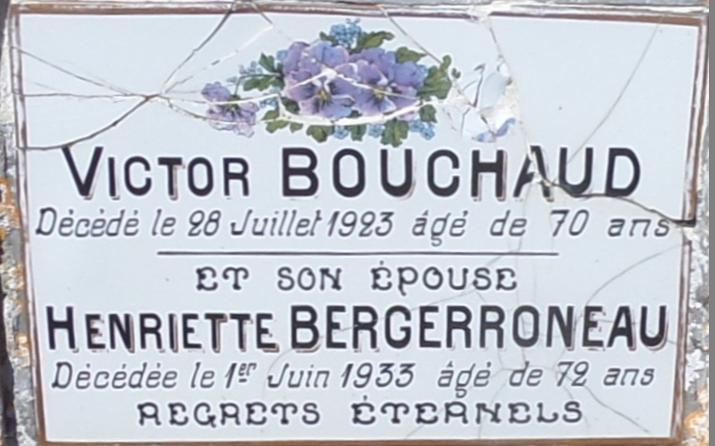 VICTOR BOUCHAUD
Décédé le 28 Juillet 1923 âgé de 70 ans
ET SON ÉPOUSE
HENRIETTE BERGERRONEAU
Décédée le 1er Juin 1933 âgé de 72 ans
REGRETS ÉTERNELS